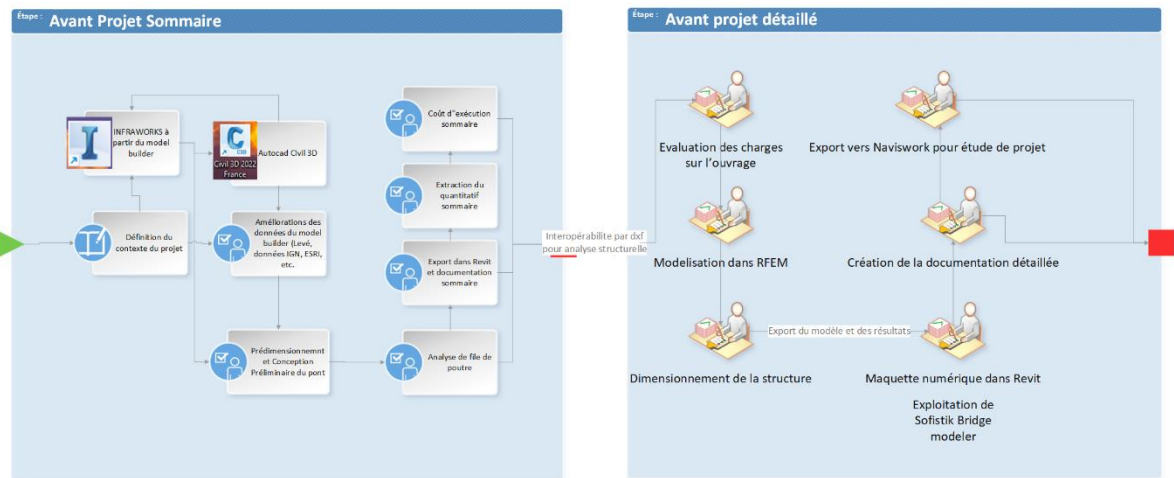 Étape :
Avant Projet Sommaire
INFRAWORKS à
partir du model
builder
Civil 3D 2022
France
Autocad Civil 3D
Définition du
contexte du projet
Améliorations des
données du model
builder (Levé,
données IGN, ESRI,
etc.
Prédimensionnemnt
et Conception
Préliminaire du pont
Coût d"exécution
sommaire
Extraction du
quantitatif
sommaire
Export dans Revit
et documentation
sommaire
Analyse de file de
poutre
Interopérabilite par dxf
pour analyse structurelle
Étape :
Avant projet détaillé
Evaluation des charges
sur l'ouvrage
Modelisation dans RFEM
Dimensionnement de la structure
Export du modèle et des résultats
Export vers Naviswork pour étude de projet
Création de la documentation détaillée
Maquette numérique dans Revit
Exploitation de
Sofistik Bridge
modeler